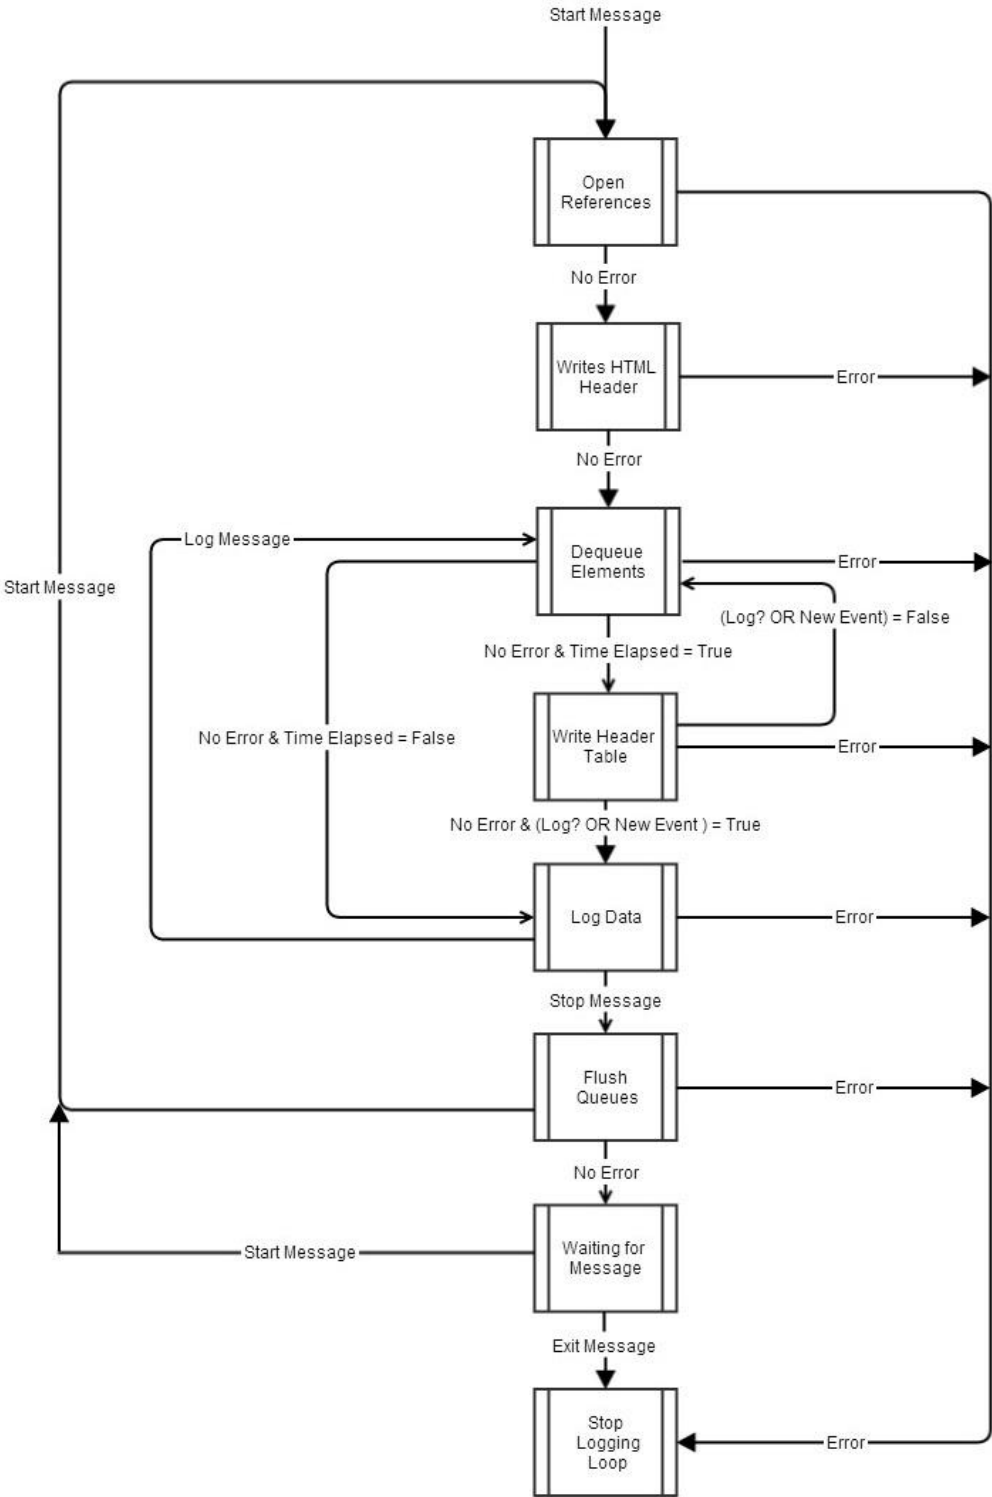 Start Message
Open
References
No Error
Writes HTML
Header
Error
No Error
Log Message
Dequeue
Elements
Error
Start Message
(Log? OR New Event) = False
No Error & Time Elapsed = True
No Error & Time Elapsed = False
Write Header
Table
Error
No Error & (Log? OR New Event ) = True
Log Data
Error
Stop Message
Flush
Queues
Error
No Error
Waiting for
Message
Start Message
Exit Message
Stop
Logging
Loop
Error